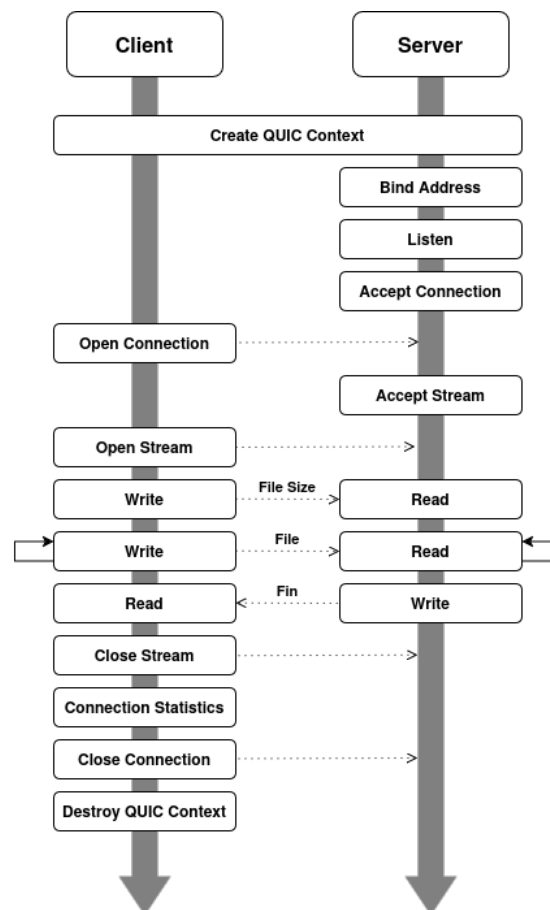 Client
Server
Create QUIC Context
Bind Address
Listen
Accept Connection
Open Connection
Accept Stream
Open Stream
Write
File Size
Read
Write
File
Read
Read
Fin
Write
Close Stream
Connection Statistics
Close Connection
Destroy QUIC Context